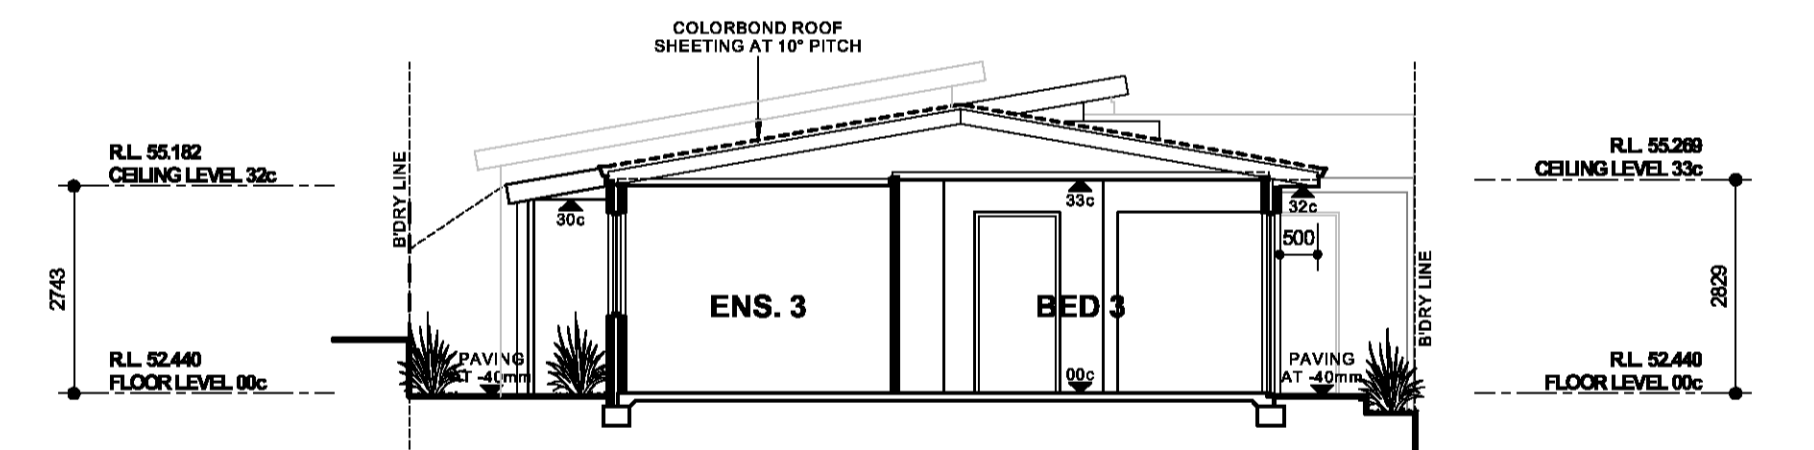 COLORBOND ROOF
SHEETING AT 10° PITCH
R.L. 55.182
CEILING LEVEL 32c
B'DRY LINE
R.L. 55.269
CEILING LEVEL 33c
30c
33c
32c
500
2743
ENS. 3
BED 3
2829
B'DRY LINE
R.L. 52.440
FLOOR LEVEL 00c
PAVING
AT -40mm
00c
PAVING
AT -40mm
R.L. 52.440
FLOOR LEVEL 00c